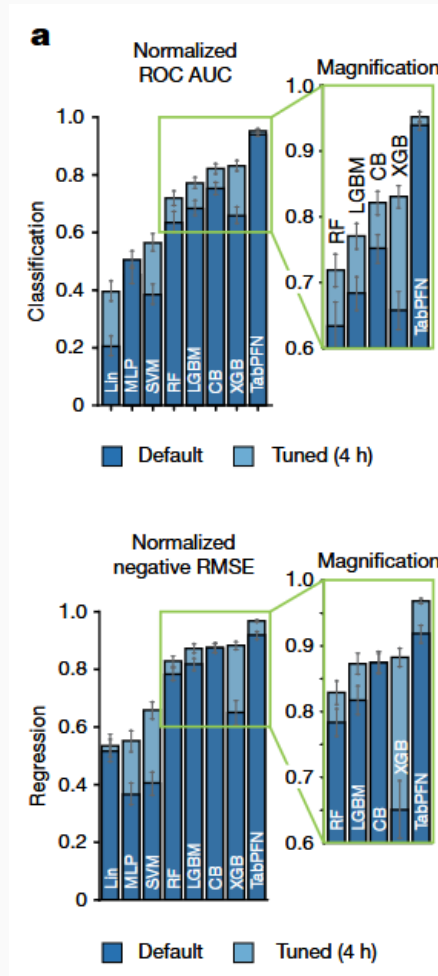 a
Normalized
ROC AUC
Magnification
Classification
1.0
0.8
0.6
0.4
0.2
0
Lin
MLP
SVM
RF
LGBM
CB
XGB
TabPFN
1.0
0.9
0.8
0.7
0.6
RF
LGBM
CB
XGB
TabPFN
Default
Tuned (4 h)
Normalized
negative RMSE
Magnification
Regression
1.0
0.8
0.6
0.4
0.2
0
Lin
MLP
SVM
RF
LGBM
CB
XGB
TabPFN
1.0
0.9
0.8
0.7
0.6
RF
LGBM
CB
XGB
TabPFN
Default
Tuned (4 h)